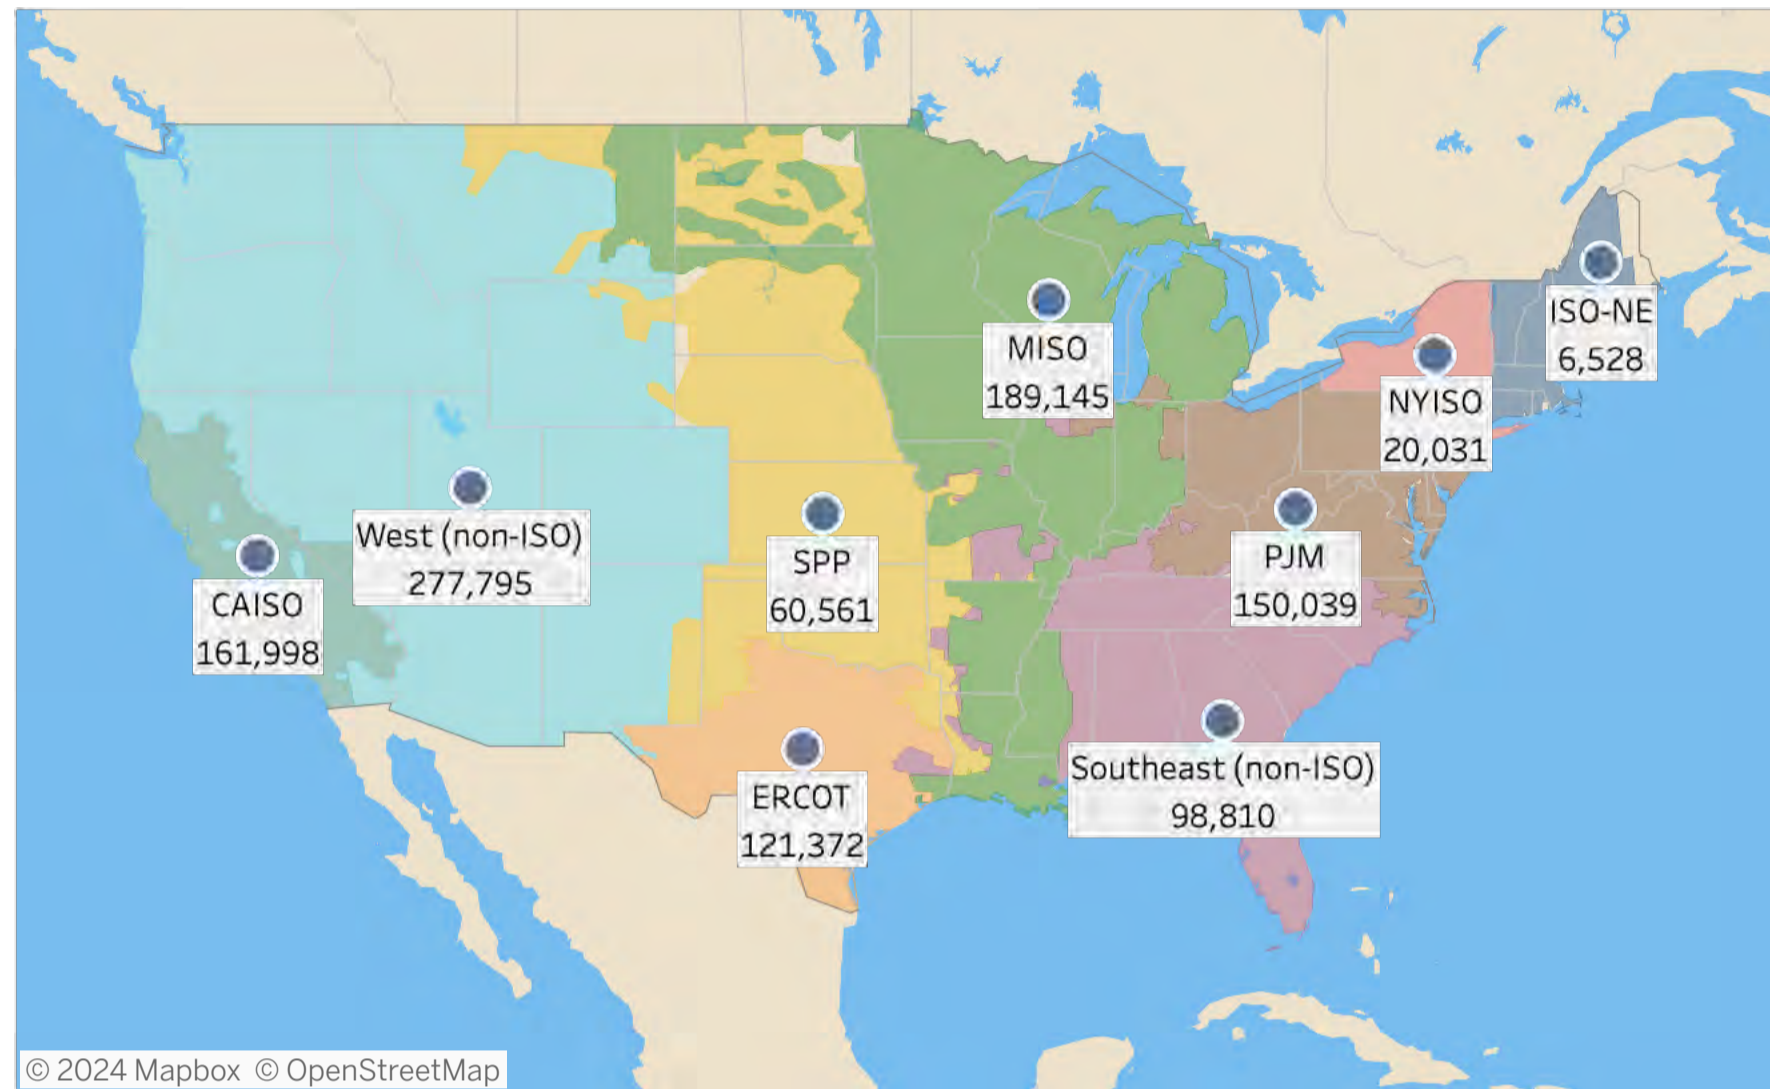 ISO-NE
6,528
MISO
189,145
NYISO
20,031
West (non-ISO)
277,795
SPP
60,561
PJM
150,039
CAISO
161,998
ERCOT
121,372
Southeast (non-ISO)
98,810
© 2024 Mapbox © OpenStreetMap